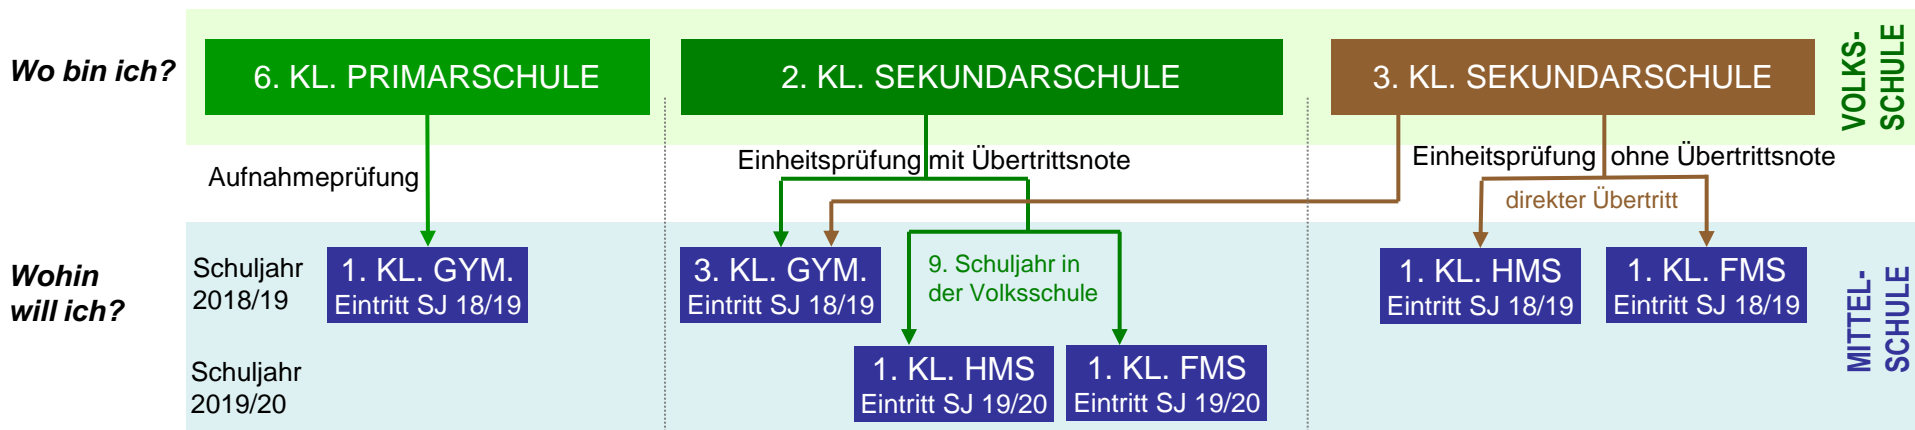 Wo bin ich?
6. KL. PRIMARSCHULE
2. KL. SEKUNDARSCHULE
3. KL. SEKUNDARSCHULE
VOLKS-
SCHULE
Aufnahmeprüfung
Einheitsprüfung mit Übertrittsnote
Einheitsprüfung ohne Übertrittsnote
direkter Übertritt
Wohin
will ich?
Schuljahr
2018/19
1. KL. GYM.
Eintritt SJ 18/19
3. KL. GYM.
Eintritt SJ 18/19
9. Schuljahr in
der Volksschule
1. KL. HMS
Eintritt SJ 18/19
1. KL. FMS
Eintritt SJ 18/19
MITTEL-
SCHULE
Schuljahr
2019/20
1. KL. HMS
Eintritt SJ 19/20
1. KL. FMS
Eintritt SJ 19/20